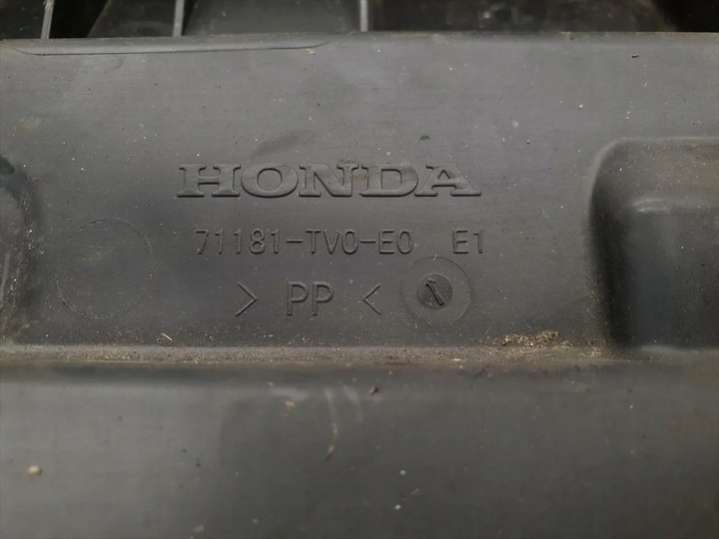 HONDA
71181-TV0-E0 E1
> PP <